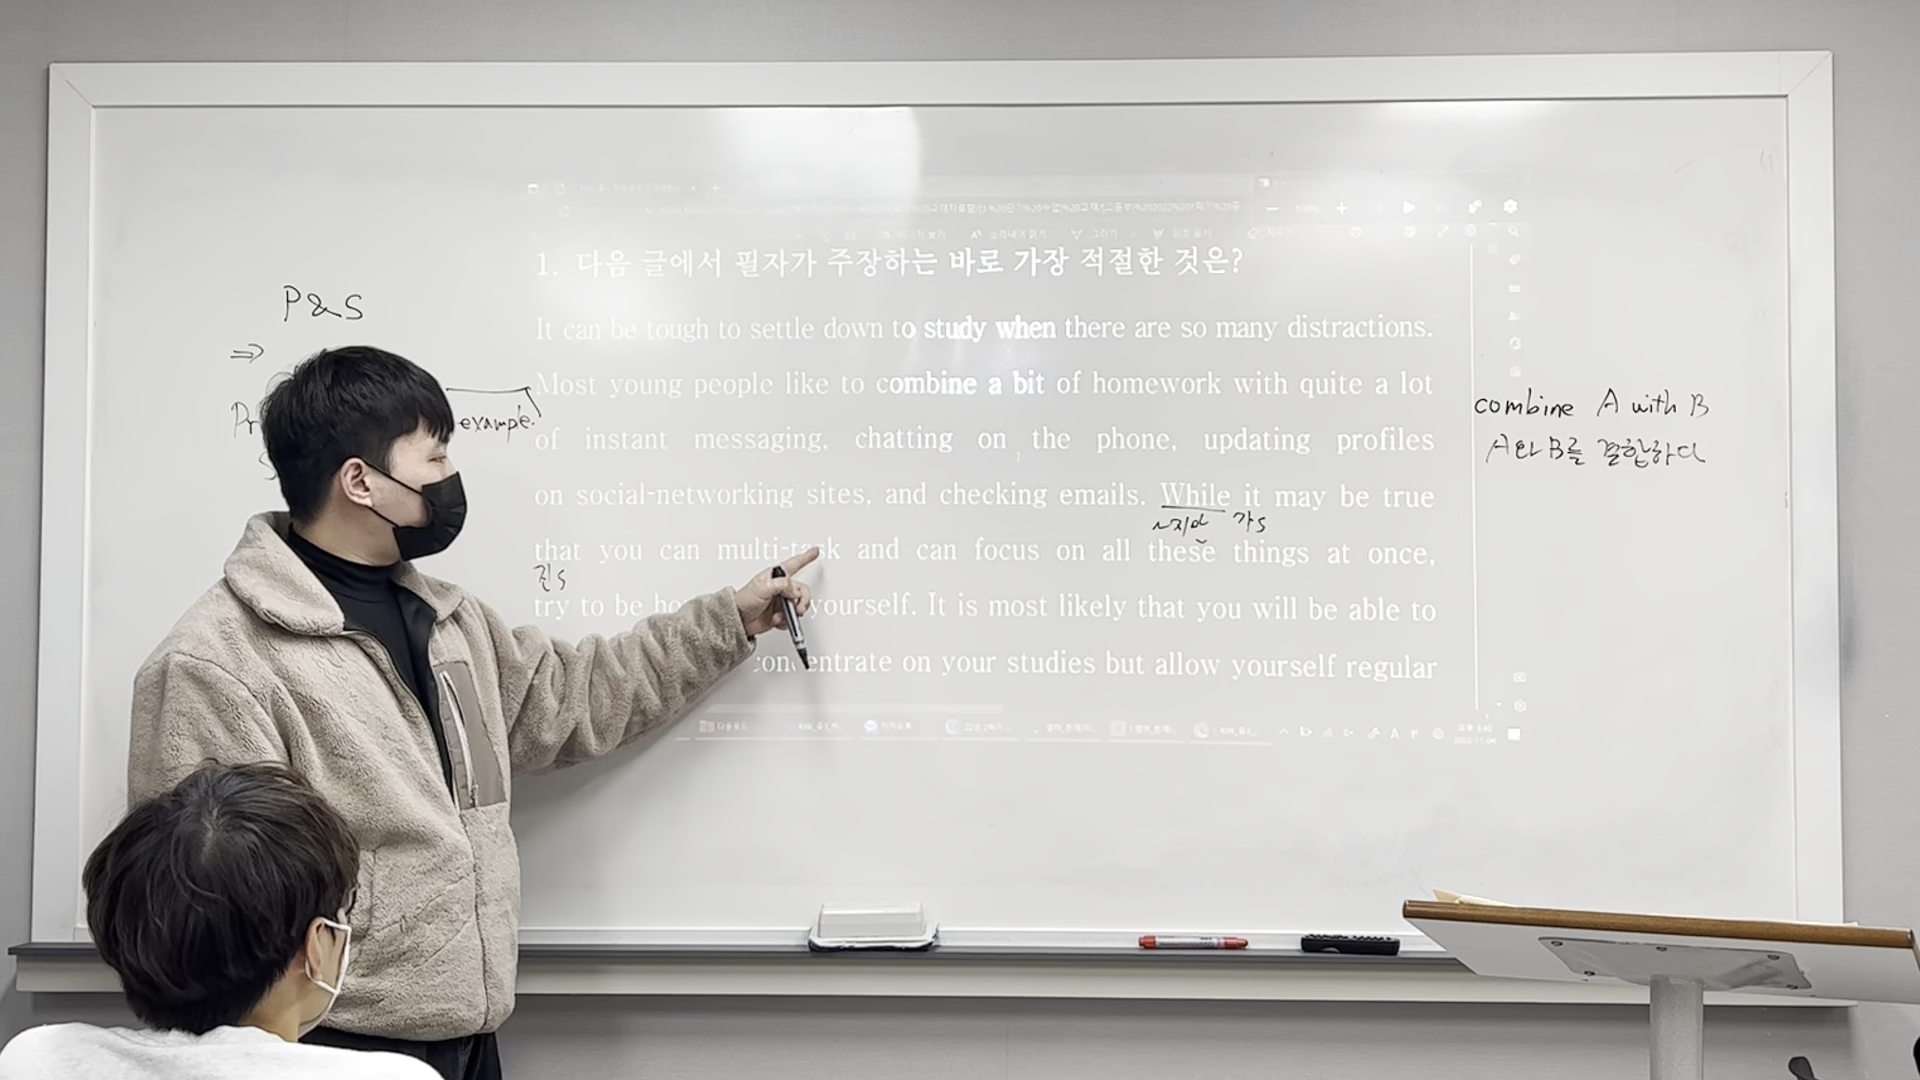 1. 다음 글에서 필자가 주장하는 바로 가장 적절한 것은?
P&S
⇒
It can be tough to settle down to study when there are so many distractions.
Most young people like to combine a bit of homework with quite a lot
example.
combine A with B
of instant messaging, chatting on the phone, updating profiles
A와 B를 결합하다
on social-networking sites, and checking emails. While it may be true
~지만 가S
that you can multi-task and can focus on all these things at once,
진S
try to be yourself. It is most likely that you will be able to
concentrate on your studies but allow yourself regular